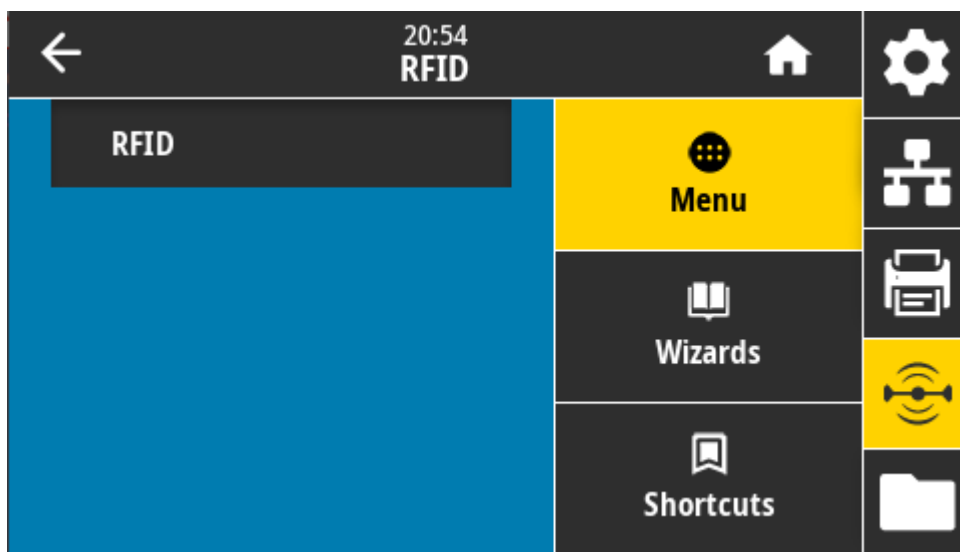 20:54
RFID
RFID
Menu
Wizards
Shortcuts